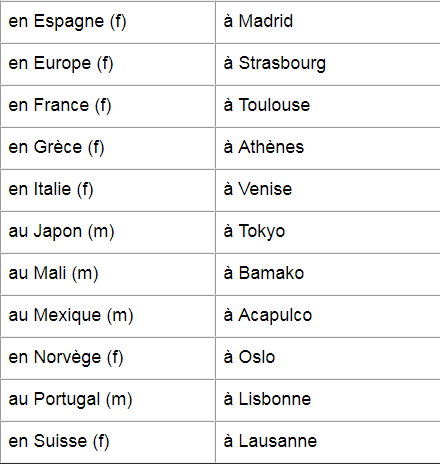 en Espagne (f) à Madrid
en Europe (f) à Strasbourg
en France (f) à Toulouse
en Grèce (f) à Athènes
en Italie (f) à Venise
au Japon (m) à Tokyo
au Mali (m) à Bamako
au Mexique (m) à Acapulco
en Norvège (f) à Oslo
au Portugal (m) à Lisbonne
en Suisse (f) à Lausanne